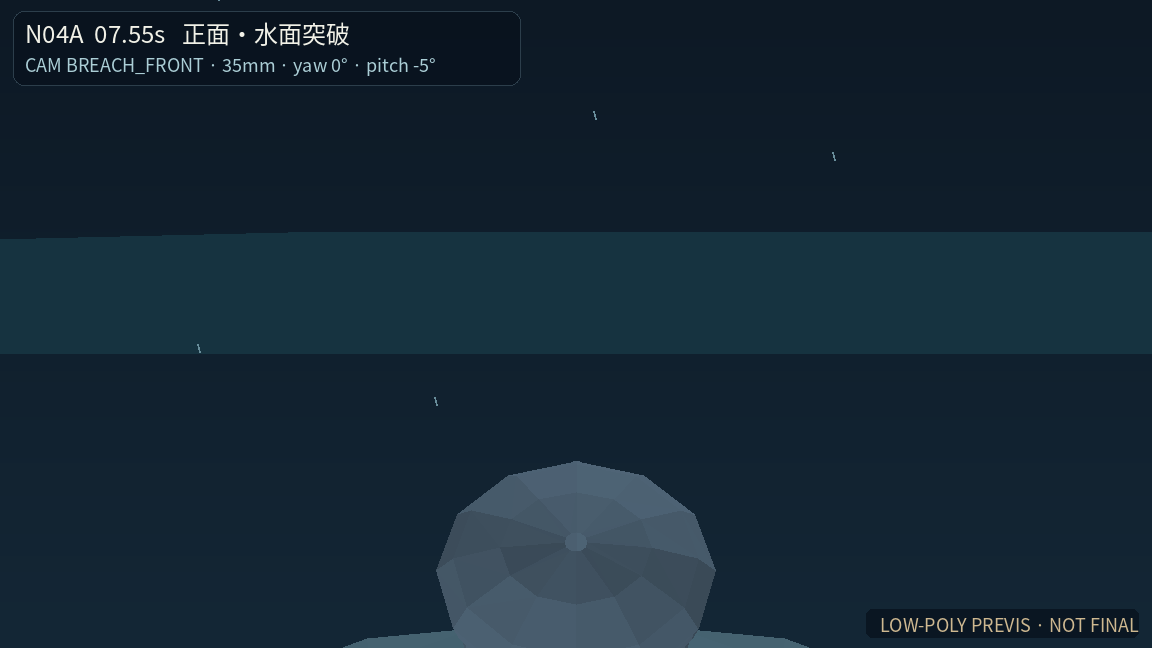 N04A 07.55s 正面・水面突破
CAM BREACH_FRONT · 35mm · yaw 0° · pitch -5°
LOW-POLY PREVIS · NOT FINAL